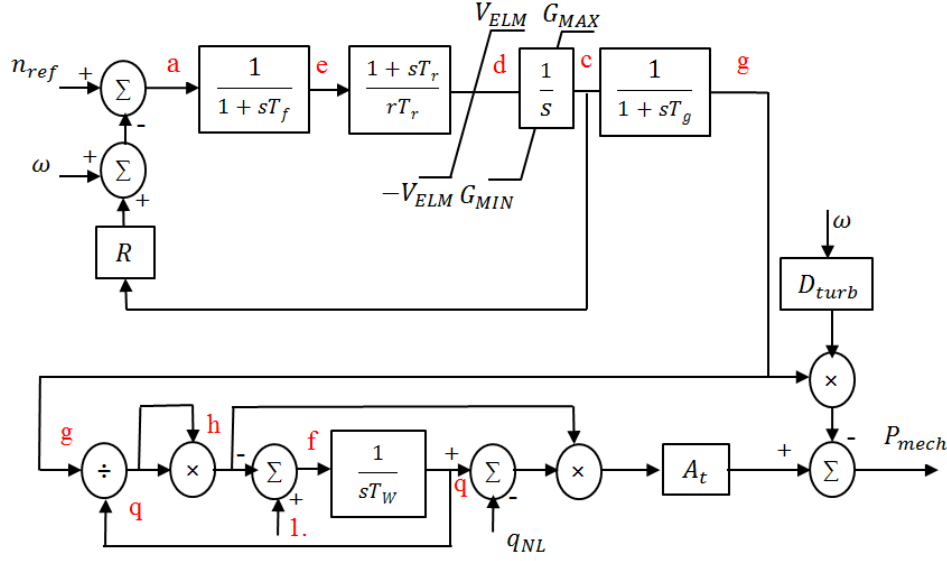 V_ELM G_MAX
n_ref + a e d c g
Σ
1 / 1 + sT_f
1 + sT_r / rT_r
1 / s
1 / 1 + sT_g
-
ω + Σ
+
−V_ELM G_MIN
R
ω
D_turb
×
g h f q
÷ × - Σ 1 / sT_W + Σ × A_t + Σ - P_mech
q + 1. -
q_NL